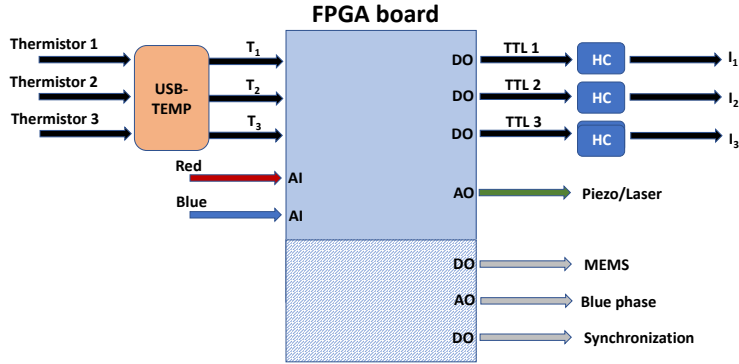 FPGA board
Thermistor 1
T1
DO
TTL 1
HC
I1
Thermistor 2
USB-
TEMP
T2
DO
TTL 2
HC
I2
Thermistor 3
T3
DO
TTL 3
HC
I3
Red
AI
AO
Piezo/Laser
Blue
AI
DO
MEMS
AO
Blue phase
DO
Synchronization